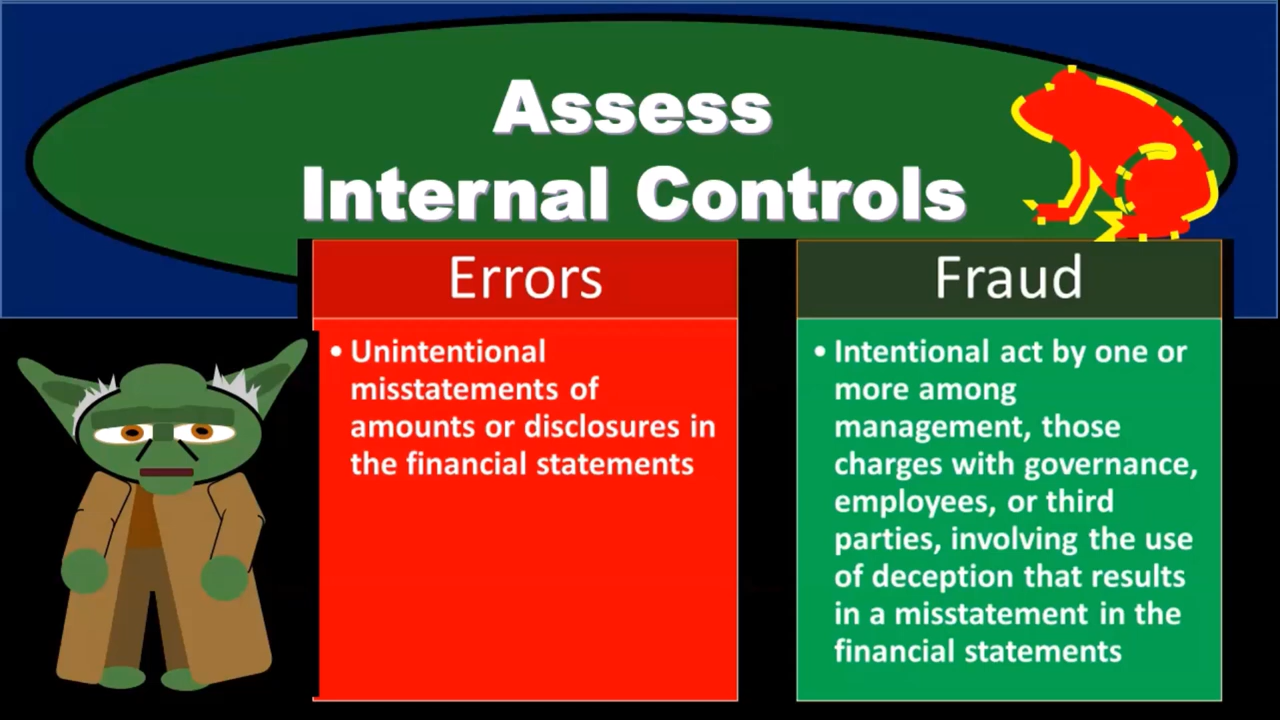 Assess
Internal Controls
Errors
• Unintentional
misstatements of
amounts or disclosures in
the financial statements
Fraud
• Intentional act by one or
more among
management, those
charges with governance,
employees, or third
parties, involving the use
of deception that results
in a misstatement in the
financial statements